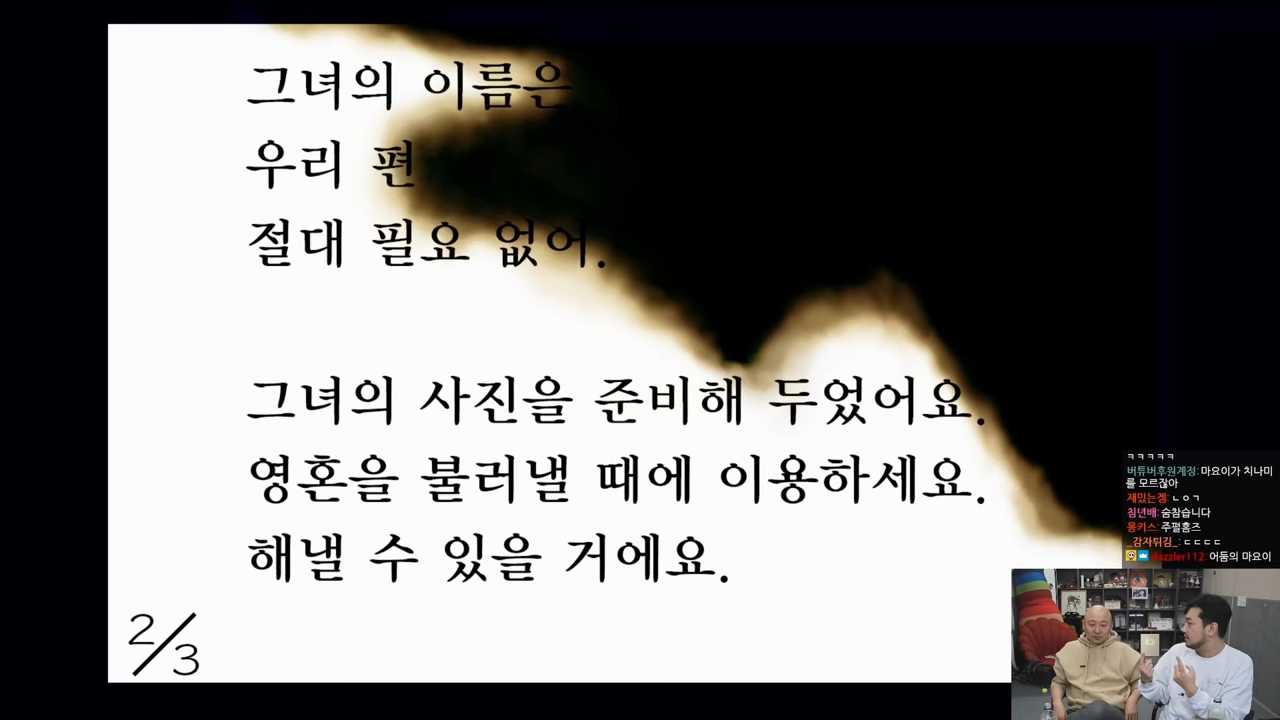 그녀의 이름은
우리 편
절대 필요 없어.
그녀의 사진을 준비해 두었어요.
영혼을 불러낼 때에 이용하세요.
해낼 수 있을 거에요.
2/3
ㅋㅋㅋㅋㅋ
버튜버후원계정: 마요이가 치나미
를 모르잖아
재밌는겜: ㄴㅇㄱ
침년배: 숨참습니다
몽키스: 주펄홈즈
_감자튀김_: ㄷㄷㄷㄷ
dazzler112: 어둠의 마요이